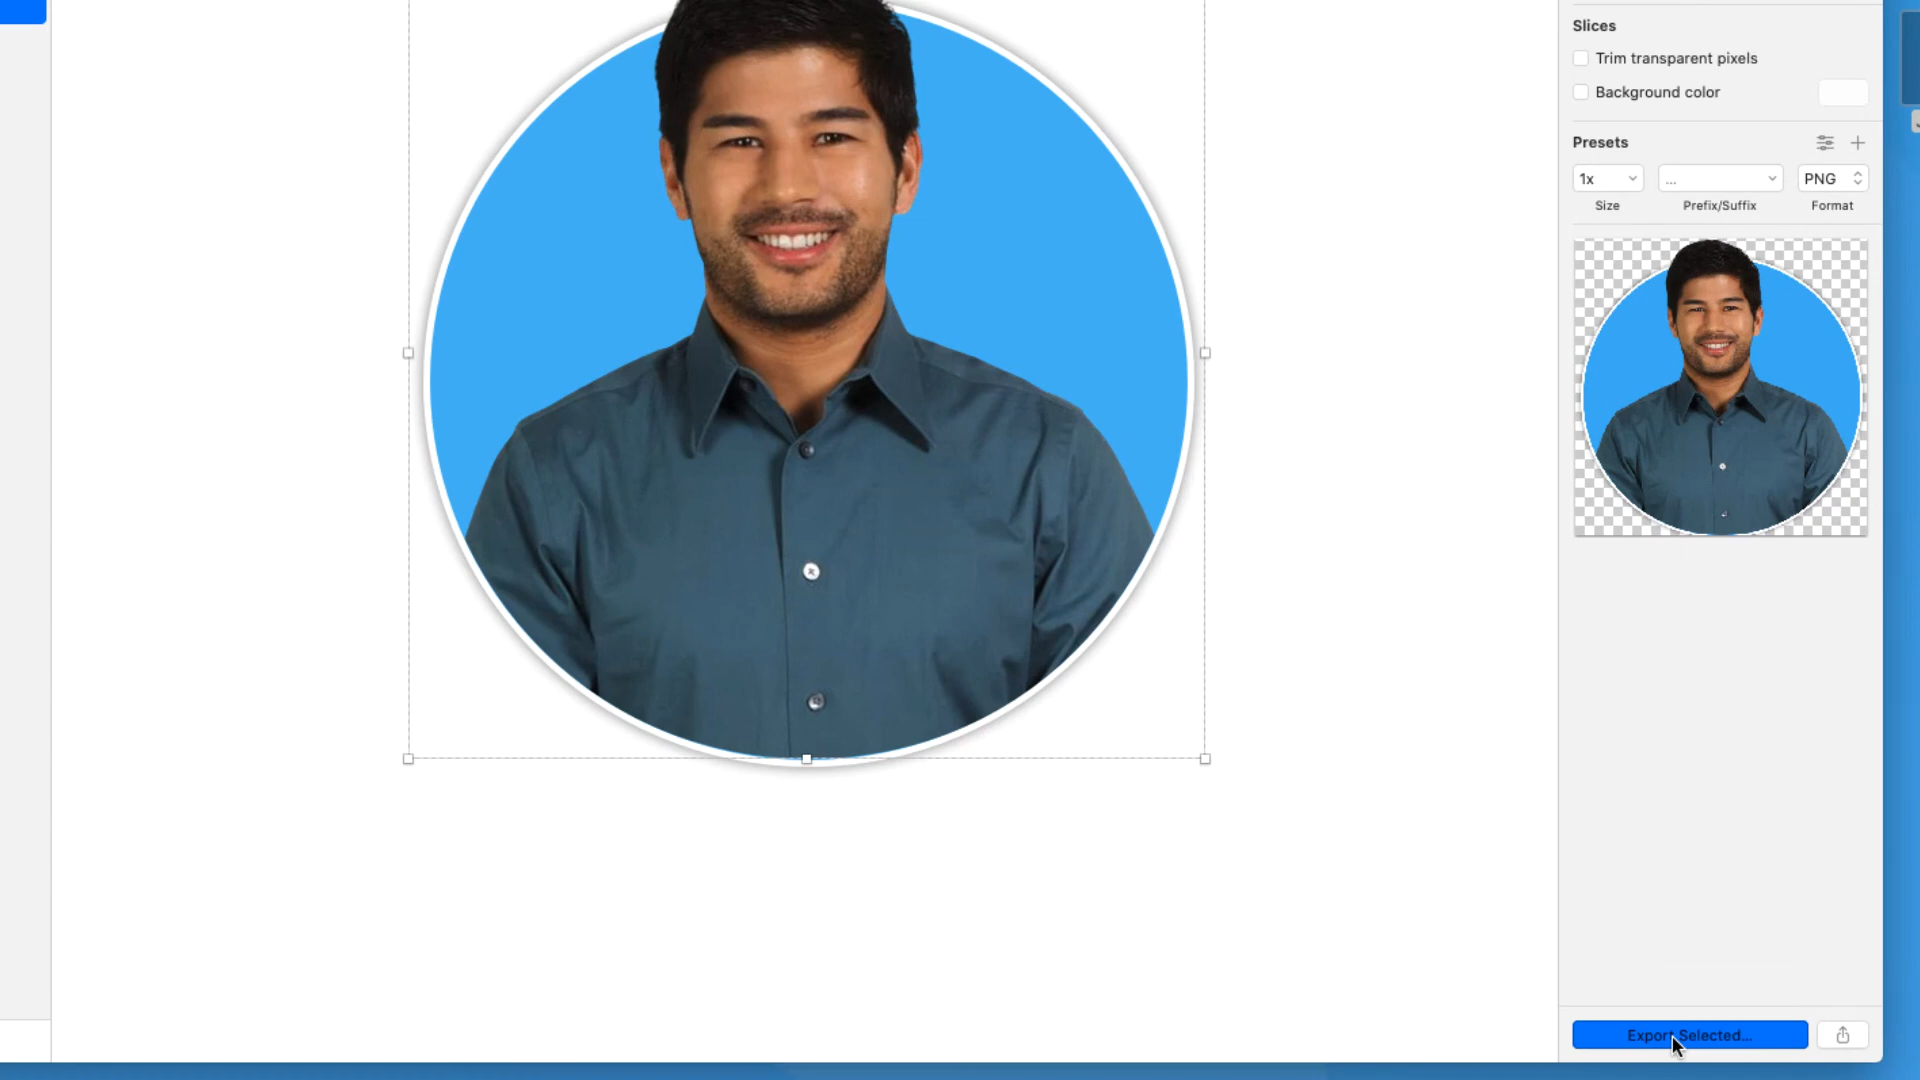 Slices
Trim transparent pixels
Background color
Presets
1x
...
PNG
Size
Prefix/Suffix
Format
Export Selected...